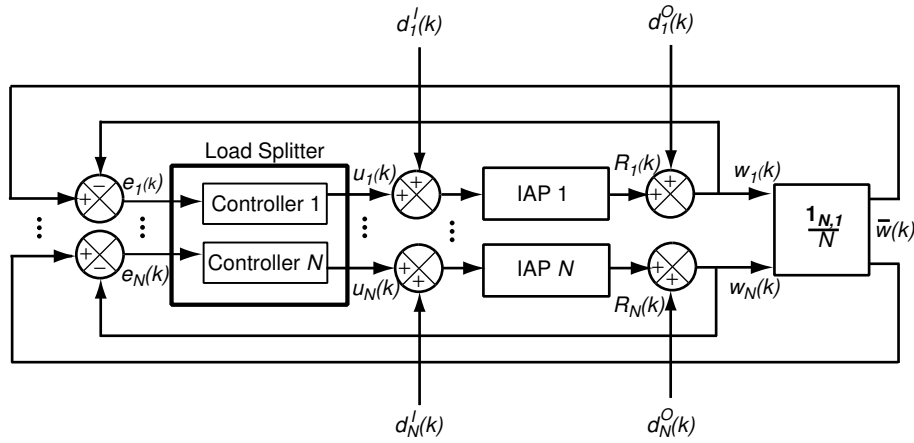 d_1^I(k)
d_1^O(k)
Load Splitter
e_1(k)
u_1(k)
R_1(k)
w_1(k)
−
+
Controller 1
+
+
IAP 1
+
+
1_{N,1}
N
w̄(k)
+
−
Controller N
+
+
IAP N
+
+
e_N(k)
u_N(k)
R_N(k)
w_N(k)
d_N^I(k)
d_N^O(k)